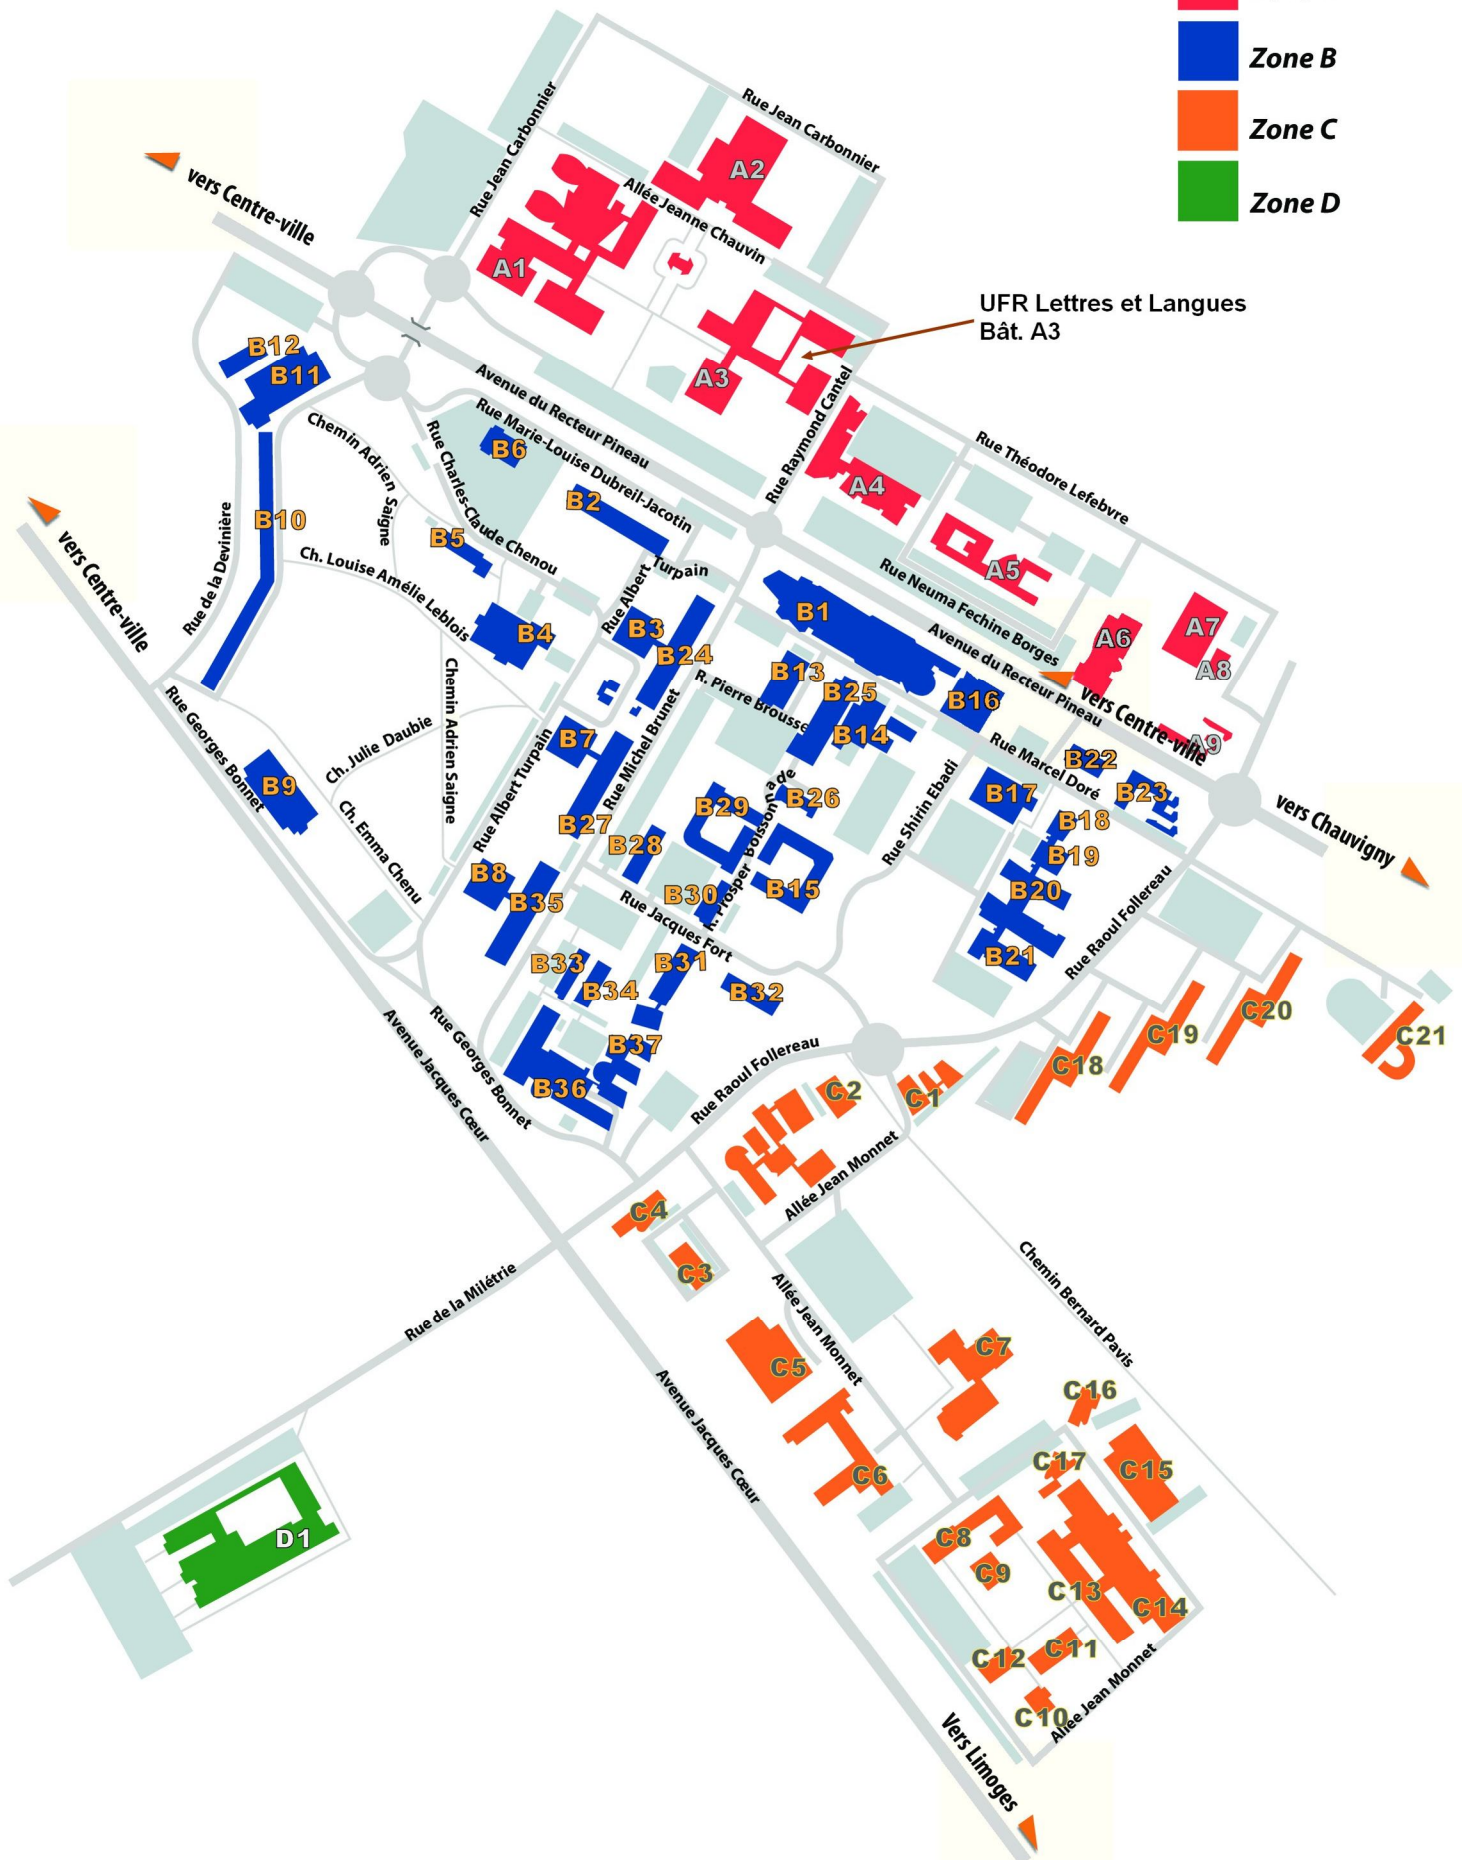 Zone B
Zone C
Zone D
Rue Jean Carbonnier
Rue Jean Carbonnier
vers Centre-ville
A2
Allée Jeanne Chauvin
A1
UFR Lettres et Langues
Bât. A3
A3
B12
B11
Avenue du Recteur Pineau
Rue Marie-Louise Dubreil-Jacotin
Rue Raymond Cantel
Rue Théodore Lefebvre
Chemin Adrien Saigne
Rue Charles-Claude Chenou
B6
B2
A4
B10
B5
A5
vers Centre-ville
Rue de la Devinière
Ch. Louise Amélie Leblois
Rue Albert Turpain
Rue Neuma Fechine Borges
B1
B4
B3
B24
A6
A7
A8
Avenue du Recteur Pineau
vers Centre-ville
A9
B13
B25
B14
B16
R. Pierre Brousse
Rue Georges Bonnet
Chemin Adrien Saigne
Ch. Julie Daubie
B7
Rue Michel Brunet
Rue Albert Turpain
Rue Marcel Doré
B22
B23
B17
B9
B26
B29
B27
B28
Ch. Emma Chenu
Rue Shirin Ebadi
B18
B19
B20
B21
vers Chauvigny
B8
B35
B30
B15
R. Prosper Boissonnade
Rue Jacques Fort
Rue Raoul Follereau
B33
B34
B31
B32
B37
B36
Avenue Jacques Cœur
Rue Georges Bonnet
Rue Raoul Follereau
C20
C19
C18
C21
C2
C1
Allée Jean Monnet
C4
C3
Rue de la Milétrie
Allée Jean Monnet
Chemin Bernard Pavis
C5
C7
C6
Avenue Jacques Cœur
C16
C17
C15
C8
C9
C13
C14
C12
C11
C10
Allée Jean Monnet
D1
Vers Limoges